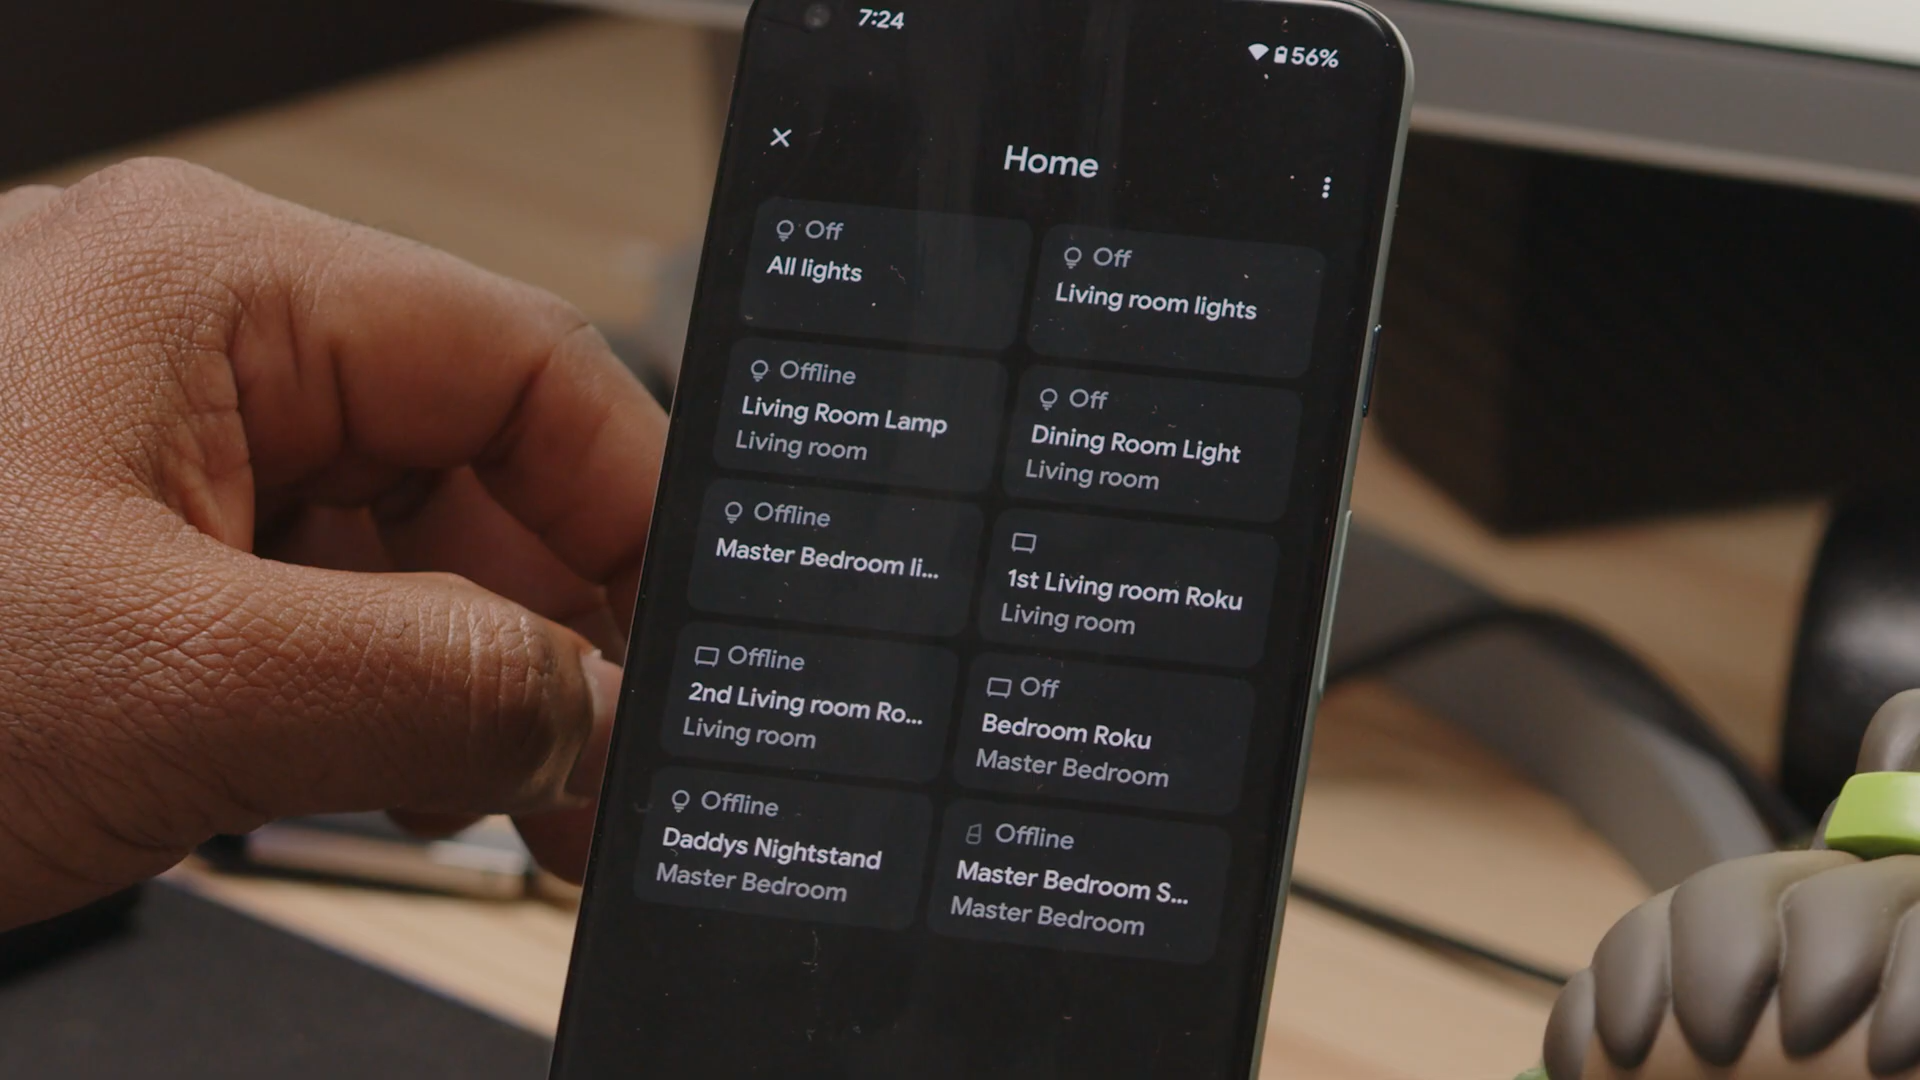 7:24
56%
Home
Off
All lights
Off
Living room lights
Offline
Living Room Lamp
Living room
Off
Dining Room Light
Living room
Offline
Master Bedroom li...
1st Living room Roku
Living room
Offline
2nd Living room Ro...
Living room
Off
Bedroom Roku
Master Bedroom
Offline
Daddys Nightstand
Master Bedroom
Offline
Master Bedroom S...
Master Bedroom